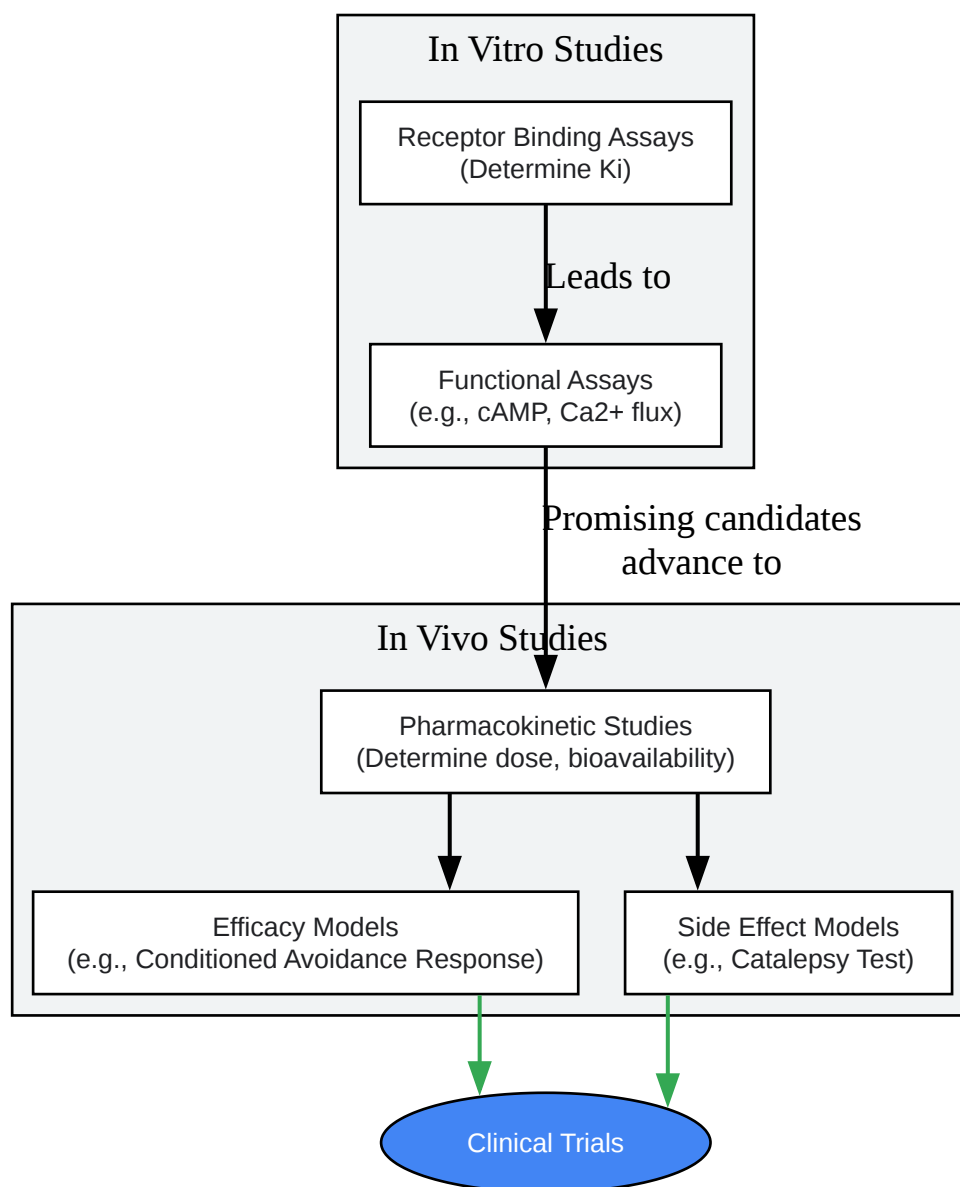 In Vitro Studies
Receptor Binding Assays
(Determine Ki)
Leads to
Functional Assays
(e.g., cAMP, Ca2+ flux)
Promising candidates
advance to
In Vivo Studies
Pharmacokinetic Studies
(Determine dose, bioavailability)
Efficacy Models
(e.g., Conditioned Avoidance Response)
Side Effect Models
(e.g., Catalepsy Test)
Clinical Trials